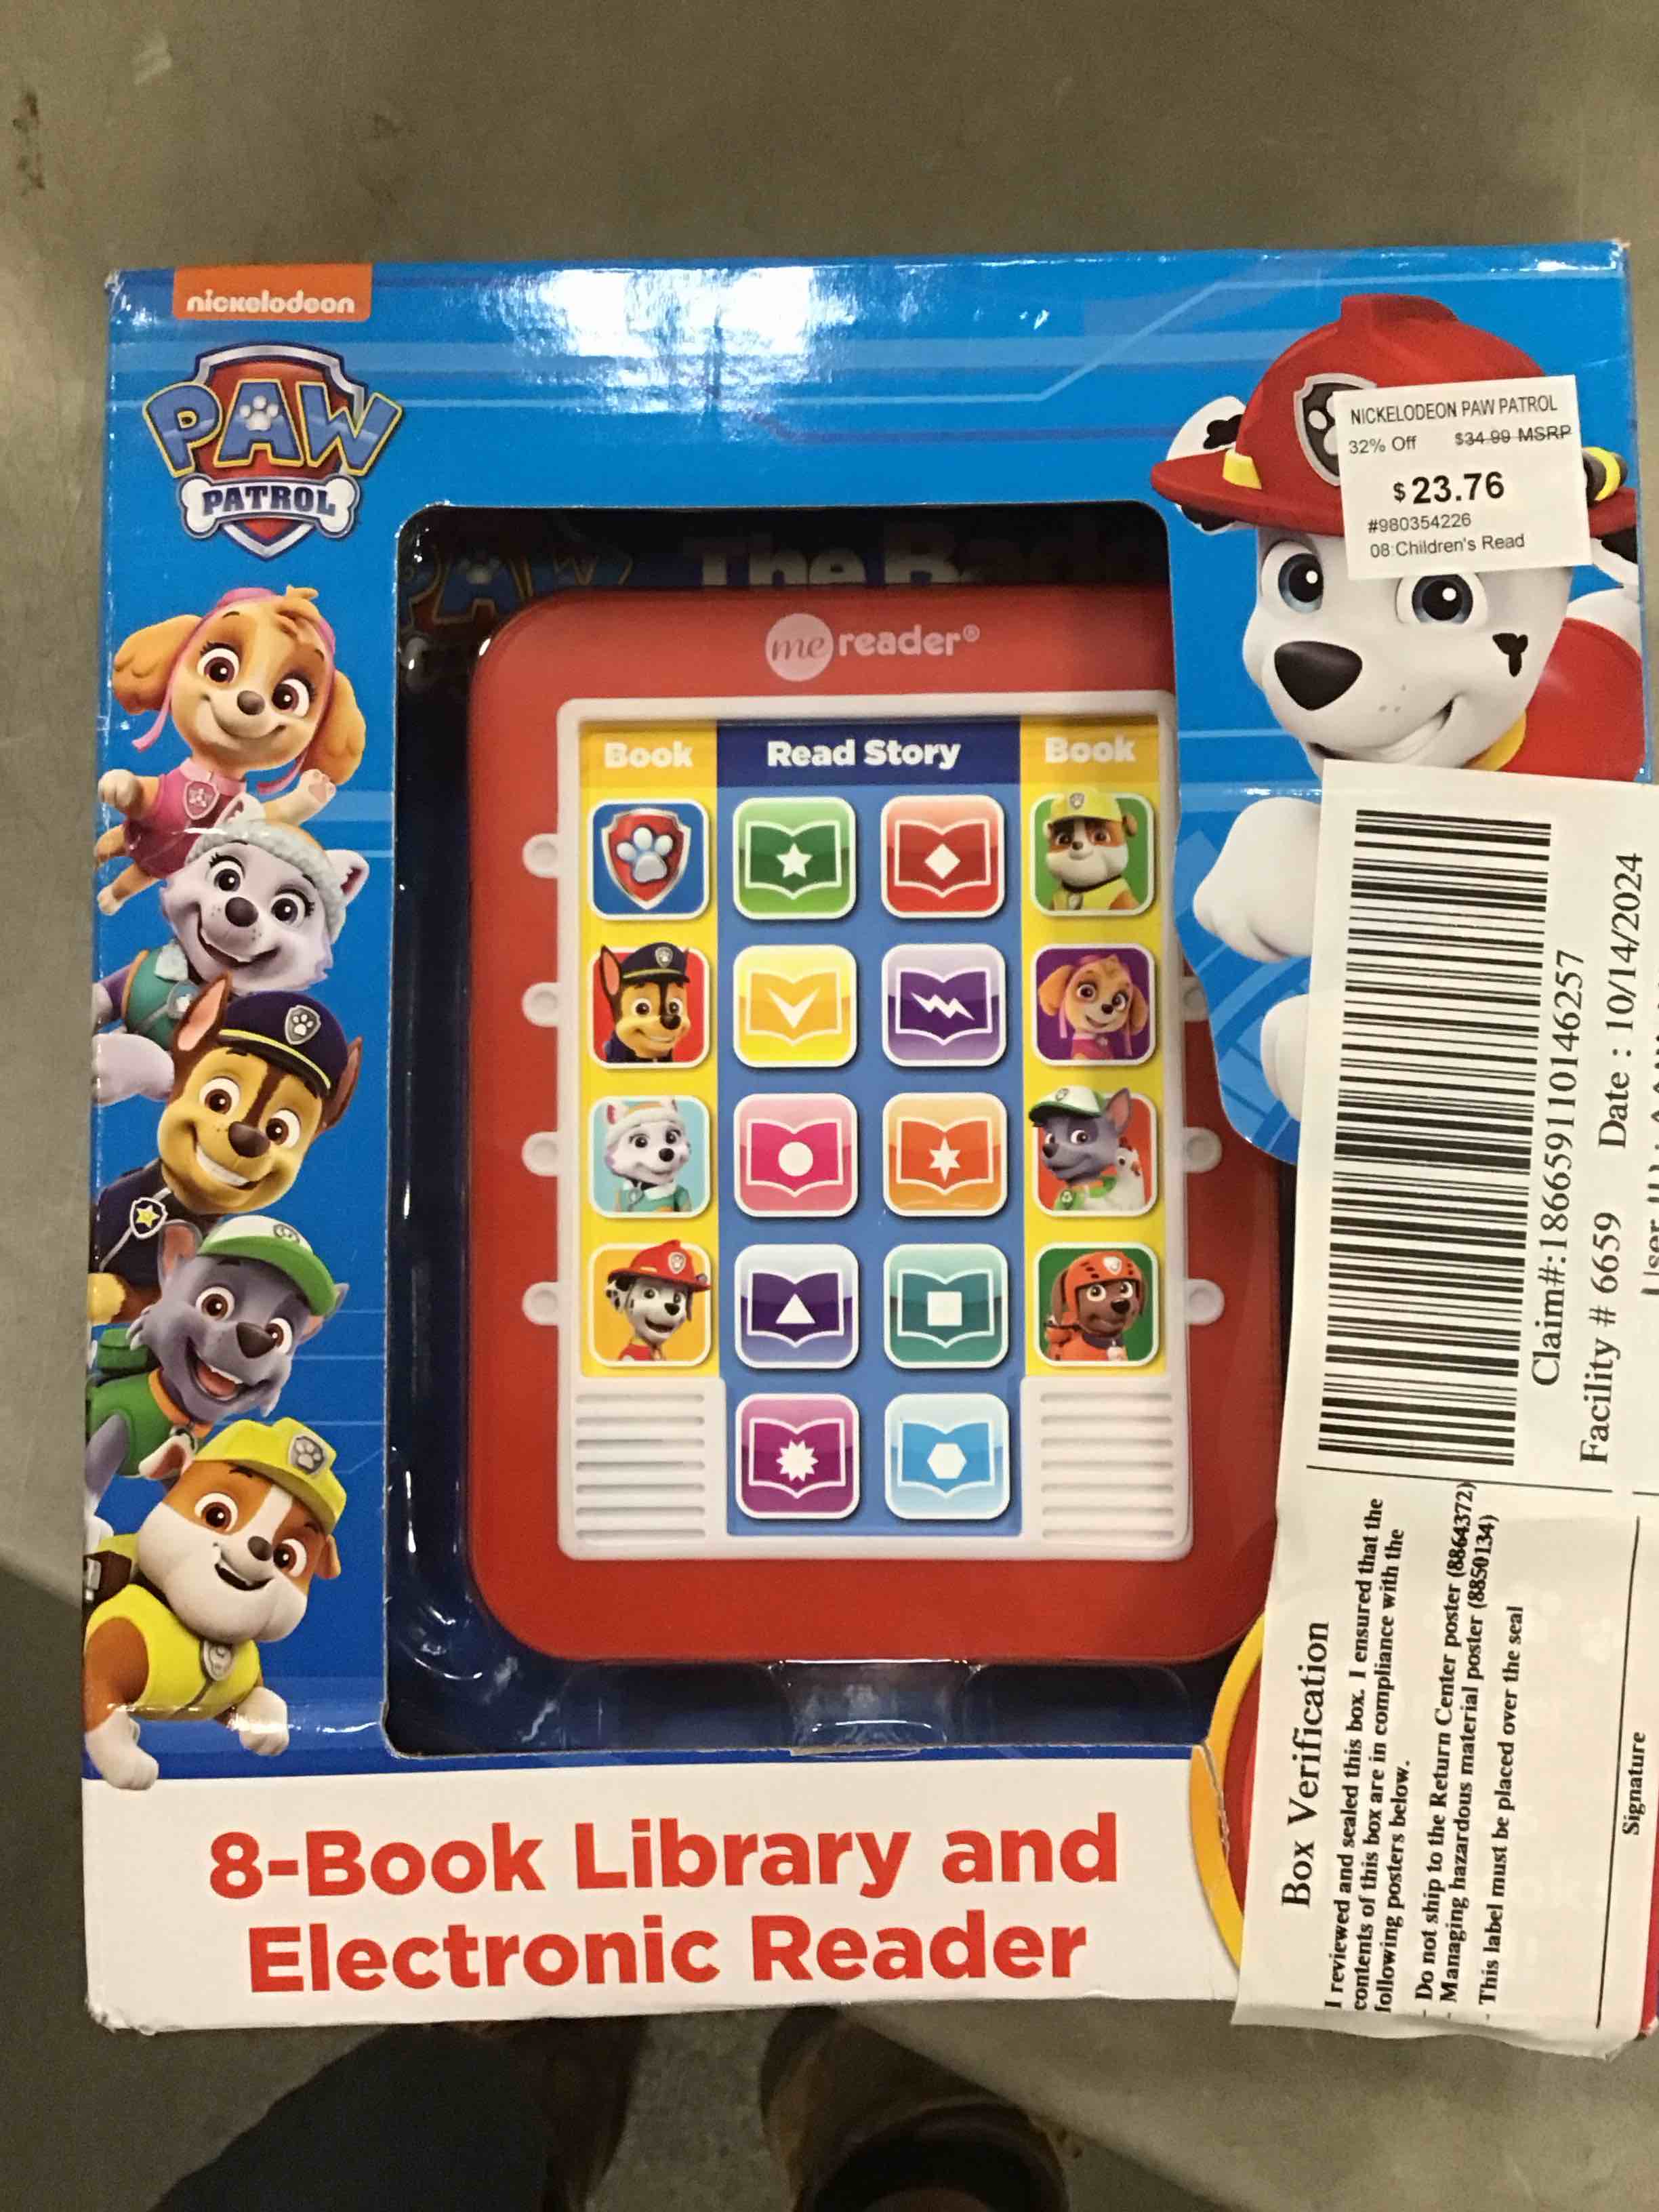 nickelodeon
PAW
PATROL
NICKELODEON PAW PATROL
32% Off $34.99 MSRP
$23.76
#980354226
08:Children's Read
PAW
The
me reader®
Book
Read Story
Book
8-Book Library and
Electronic Reader
Claim#:186659110146257
Facility # 6659 Date : 10/14/2024
Box Verification
I reviewed and sealed this box. I ensured that the
contents of this box are in compliance with the
following posters below.
- Do not ship to the Return Center poster (8864372)
Managing hazardous material poster (8850134)
- This label must be placed over the seal
Signature